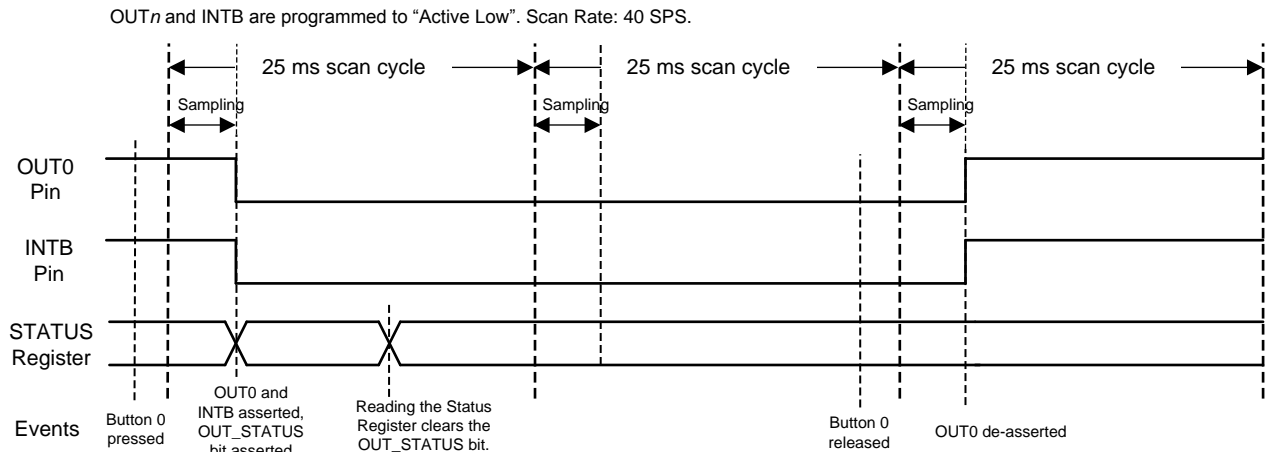 OUTn and INTB are programmed to “Active Low”. Scan Rate: 40 SPS.
25 ms scan cycle
25 ms scan cycle
25 ms scan cycle
Sampling
Sampling
Sampling
OUT0
Pin
INTB
Pin
STATUS
Register
Events
Button 0
pressed
OUT0 and
INTB asserted,
OUT_STATUS
bit asserted
Reading the Status
Register clears the
OUT_STATUS bit.
Button 0
released
OUT0 de-asserted